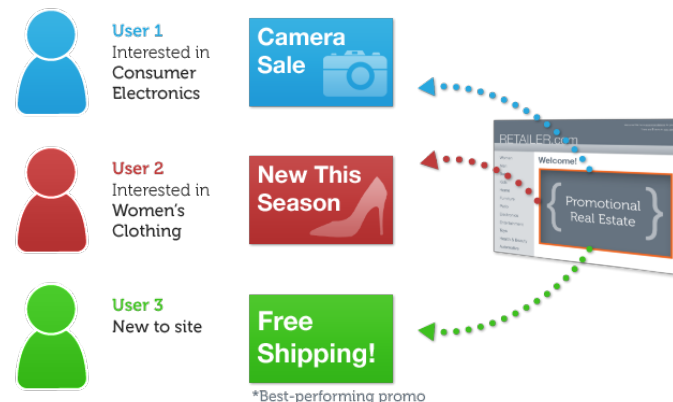 User 1
Interested in
Consumer
Electronics
Camera
Sale
User 2
Interested in
Women's
Clothing
New This
Season
User 3
New to site
Free
Shipping!
*Best-performing promo
RETAILER.com
Welcome!
{ Promotional
Real Estate }